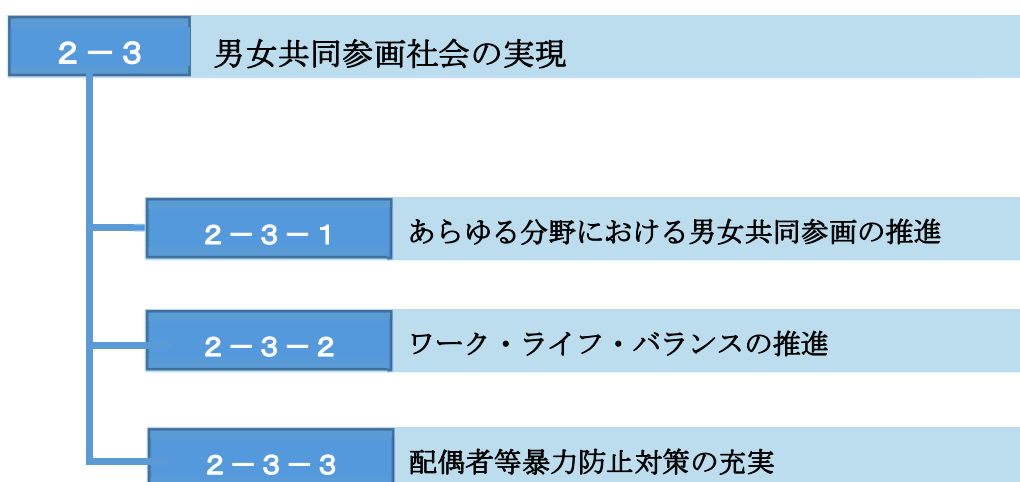 ２－３ 男女共同参画社会の実現
２－３－１ あらゆる分野における男女共同参画の推進
２－３－２ ワーク・ライフ・バランスの推進
２－３－３ 配偶者等暴力防止対策の充実